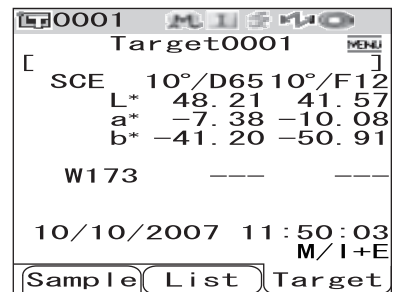 0001 M I
Target0001 MENU
[ ]
SCE 10°/D65 10°/F12
L* 48.21 41.57
a* -7.38 -10.08
b* -41.20 -50.91
W173 --- ---
10/10/2007 11:50:03
M/I+E
Sample List Target